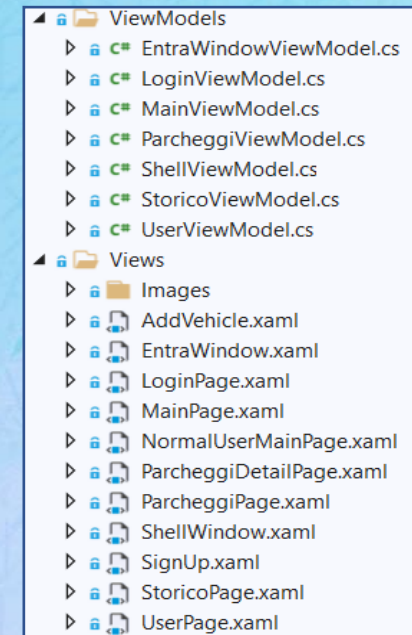 ViewModels
C# EntraWindowViewModel.cs
C# LoginViewModel.cs
C# MainViewModel.cs
C# ParcheggiViewModel.cs
C# ShellViewModel.cs
C# StoricoViewModel.cs
C# UserViewModel.cs
Views
Images
AddVehicle.xaml
EntraWindow.xaml
LoginPage.xaml
MainPage.xaml
NormalUserMainPage.xaml
ParcheggiDetailPage.xaml
ParcheggiPage.xaml
ShellWindow.xaml
SignUp.xaml
StoricoPage.xaml
UserPage.xaml